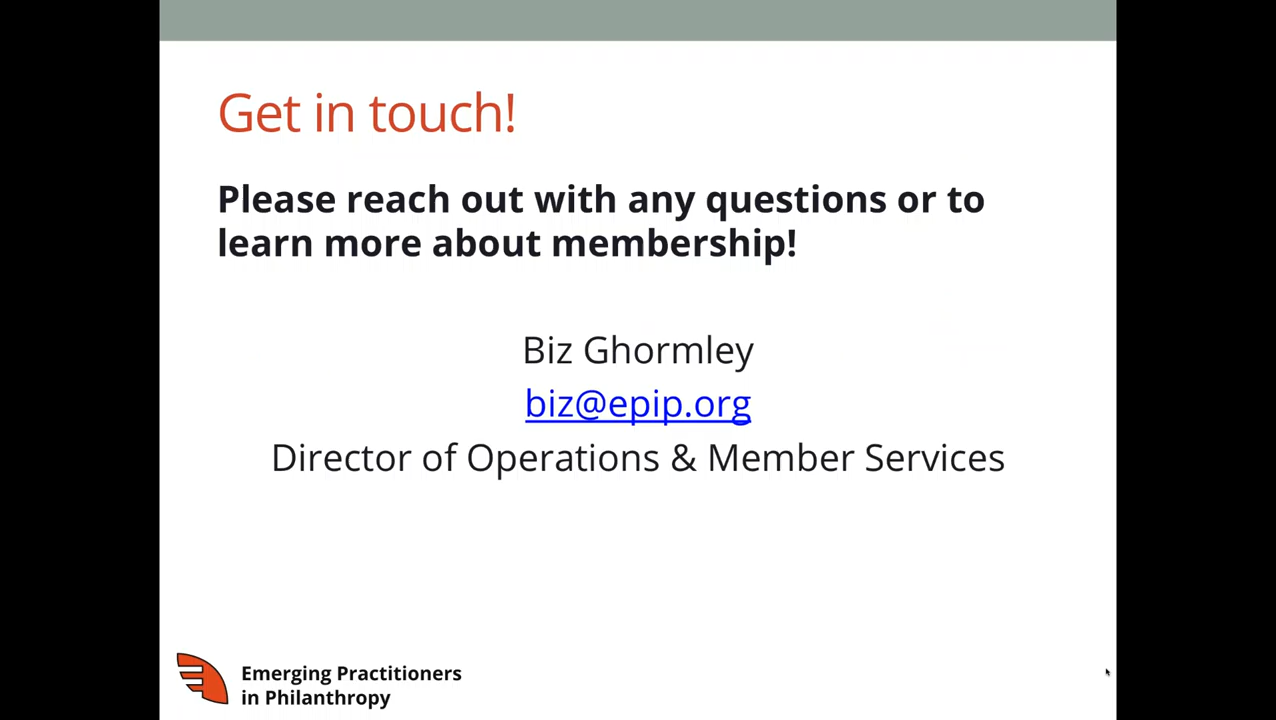 Get in touch!
Please reach out with any questions or to
learn more about membership!
Biz Ghormley
biz@epip.org
Director of Operations & Member Services
Emerging Practitioners
in Philanthropy